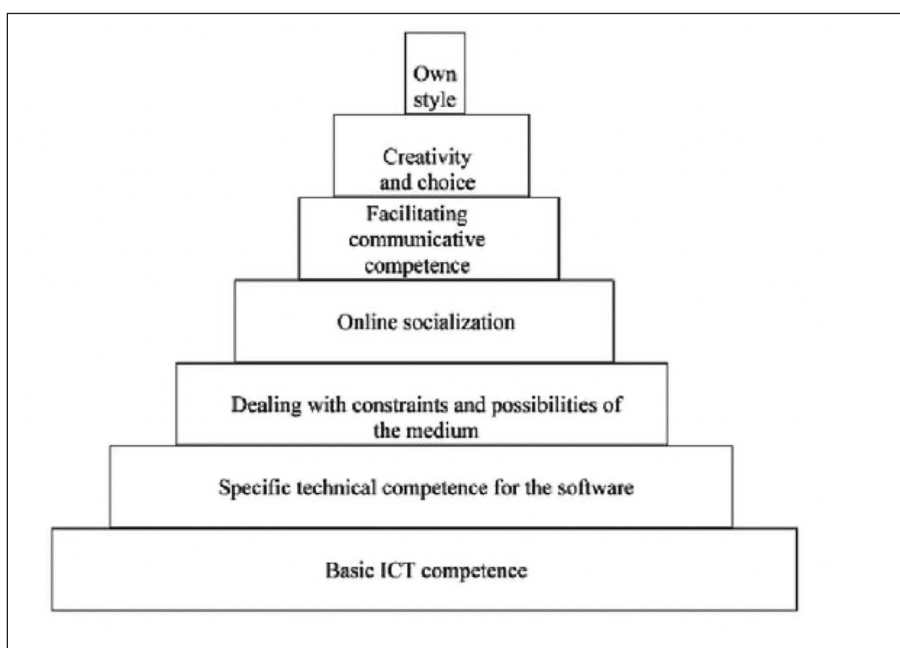 Own
style
Creativity
and choice
Facilitating
communicative
competence
Online socialization
Dealing with constraints and possibilities of
the medium
Specific technical competence for the software
Basic ICT competence